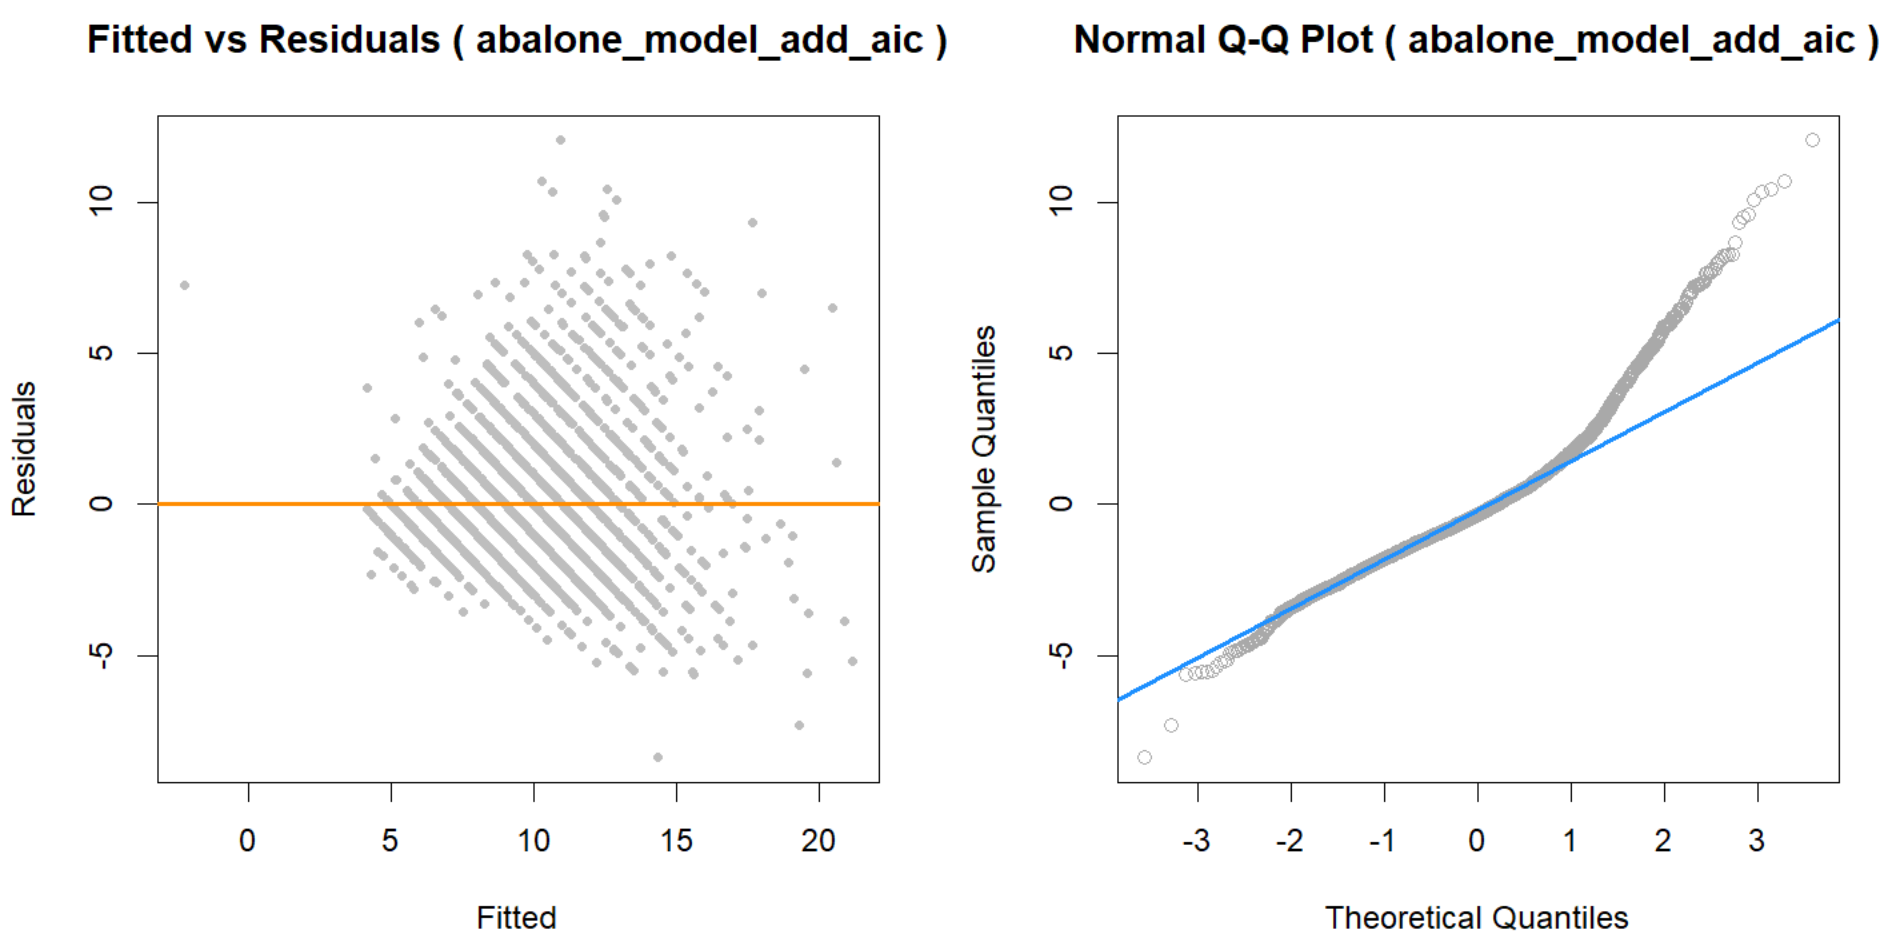 Fitted vs Residuals ( abalone_model_add_aic )
Residuals
10
5
0
-5
0 5 10 15 20
Fitted
Normal Q-Q Plot ( abalone_model_add_aic )
Sample Quantiles
10
5
0
-5
-3 -2 -1 0 1 2 3
Theoretical Quantiles